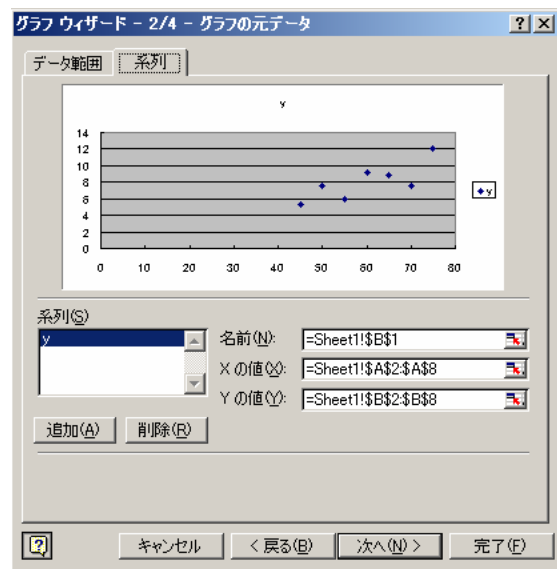 グラフ ウィザード - 2/4 - グラフの元データ
データ範囲 系列
y
14
12
10
8
6
4
2
0
0 10 20 30 40 50 60 70 80
y
系列(S)
y
名前(N): =Sheet1!$B$1
X の値(X): =Sheet1!$A$2:$A$8
Y の値(Y): =Sheet1!$B$2:$B$8
追加(A) 削除(R)
キャンセル < 戻る(B) 次へ(N) > 完了(F)